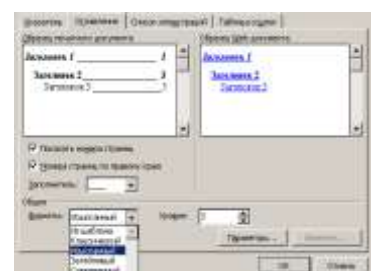 Указатель Оглавление Список иллюстраций Таблица ссылок
Образец печатного документа
Образец Web-документа
Заголовок 1 1
Заголовок 2 3
Заголовок 3 5
Заголовок 1
Заголовок 2
Заголовок 3
Показать номера страниц
Номера страниц по правому краю
Заполнитель:
Общие
Форматы: Изысканный
Уровни: 3
Из шаблона
Классический
Изысканный
Затейливый
Современный
Параметры...
ОК Отмена